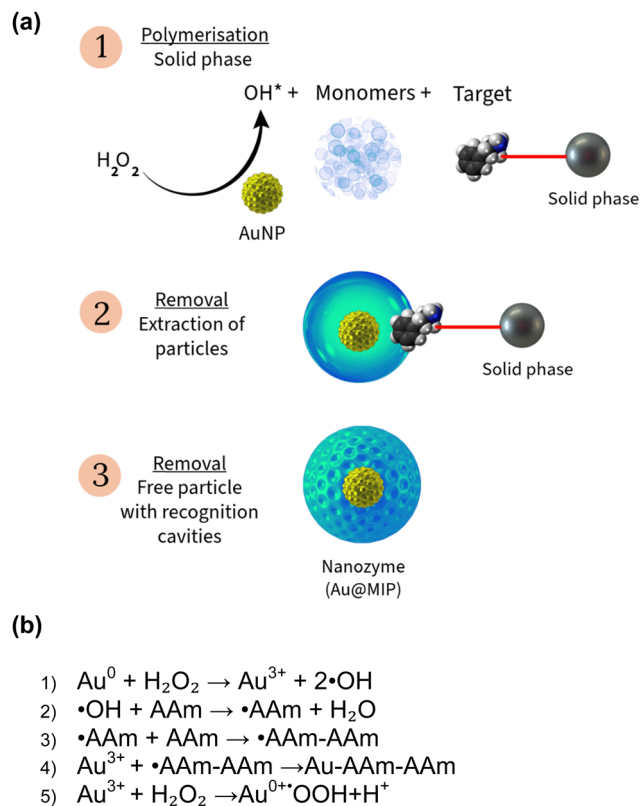 (a)
1
Polymerisation
Solid phase
OH* + Monomers + Target
H₂O₂
AuNP
Solid phase
2
Removal
Extraction of
particles
Solid phase
3
Removal
Free particle
with recognition
cavities
Nanozyme
(Au@MIP)
(b)
1) Au⁰ + H₂O₂ → Au³⁺ + 2•OH
2) •OH + AAm → •AAm + H₂O
3) •AAm + AAm → •AAm-AAm
4) Au³⁺ + •AAm-AAm →Au-AAm-AAm
5) Au³⁺ + H₂O₂ →Au⁰⁺•OOH+H⁺